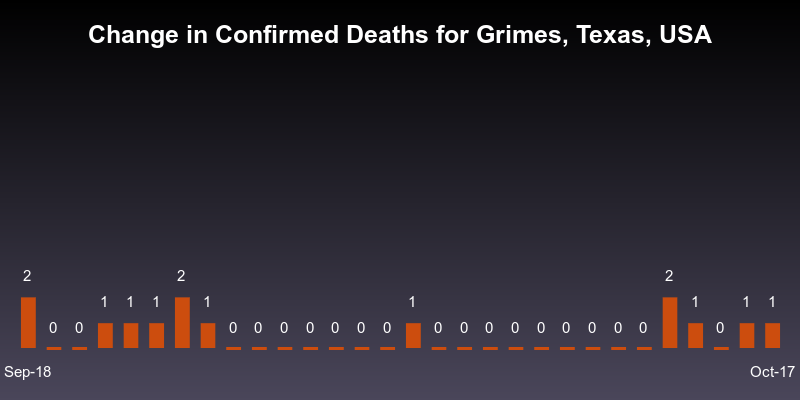 Change in Confirmed Deaths for Grimes, Texas, USA
2 0 0 1 1 1 2 1 0 0 0 0 0 0 0 1 0 0 0 0 0 0 0 0 0 2 1 0 1 1
Sep-18 Oct-17